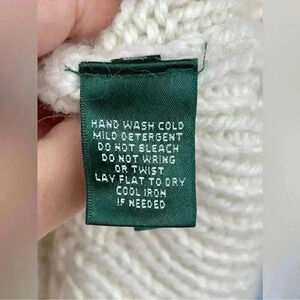 HAND WASH COLD
MILD DETERGENT
DO NOT BLEACH
DO NOT WRING
OR TWIST
LAY FLAT TO DRY
COOL IRON
IF NEEDED